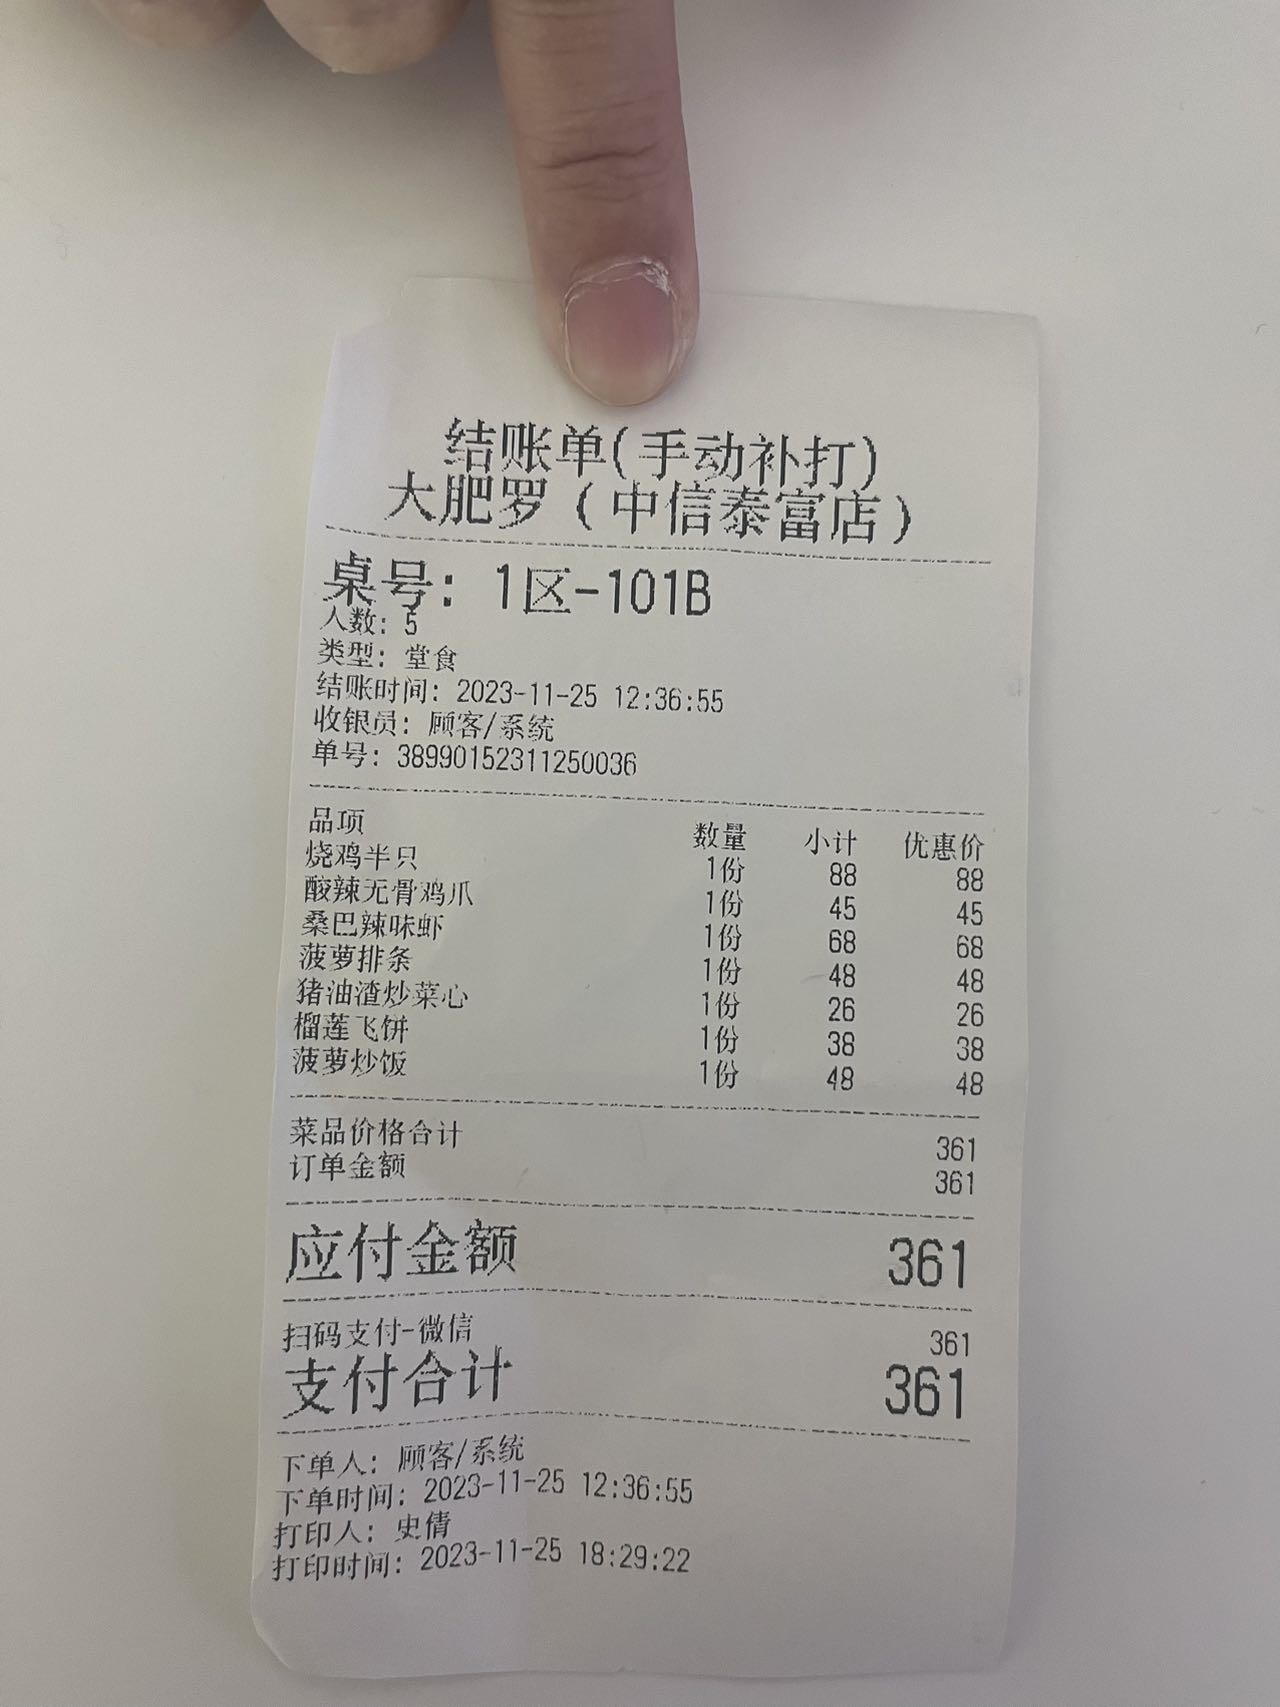 结账单(手动补打)
大肥罗（中信泰富店）
桌号: 1区-101B
人数: 5
类型: 堂食
结账时间: 2023-11-25 12:36:55
收银员: 顾客/系统
单号: 38990152311250036
品项 数量 小计 优惠价
烧鸡半只 1份 88 88
酸辣无骨鸡爪 1份 45 45
桑巴辣味虾 1份 68 68
菠萝排条 1份 48 48
猪油渣炒菜心 1份 26 26
榴莲飞饼 1份 38 38
菠萝炒饭 1份 48 48
菜品价格合计 361
订单金额 361
应付金额 361
扫码支付-微信 361
支付合计 361
下单人: 顾客/系统
下单时间: 2023-11-25 12:36:55
打印人: 史倩
打印时间: 2023-11-25 18:29:22